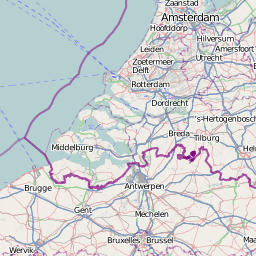 Zaanstad
Amsterdam
Hoofddorp
Hilversum
Amersfoort
Leiden
Utrecht
Zoetermeer
Delft
Rotterdam
Dordrecht
's-Hertogenbosch
Breda
Tilburg
Middelburg
Hel
Brugge
Antwerpen
Gent
Mechelen
Wervik
Bruxelles - Brussel